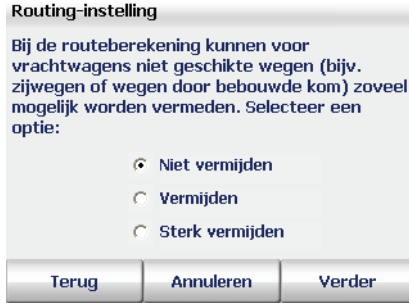 Routing-instelling
Bij de routeberekening kunnen voor
vrachtwagens niet geschikte wegen (bijv.
zijwegen of wegen door bebouwde kom) zoveel
mogelijk worden vermeden. Selecteer een
optie:
Niet vermijden
Vermijden
Sterk vermijden
Terug Annuleren Verder